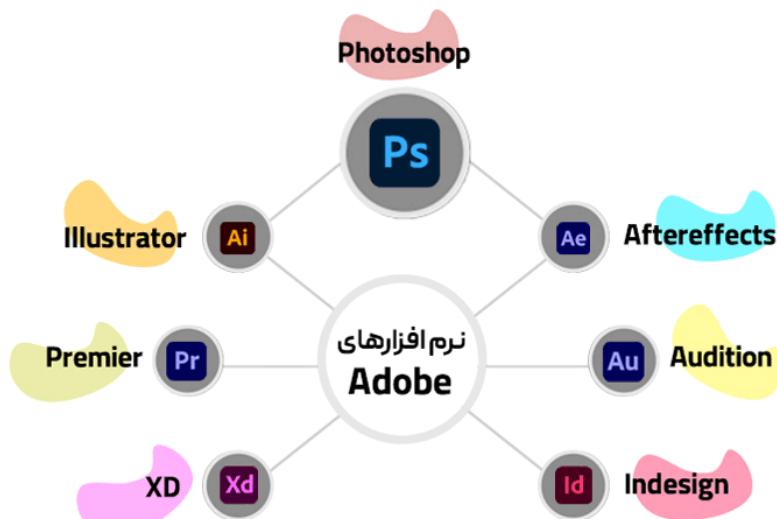 Photoshop
Ps
Illustrator
Ai
Ae
Aftereffects
Premier
Pr
نرم افزارهای
Adobe
Au
Audition
XD
Xd
Id
Indesign